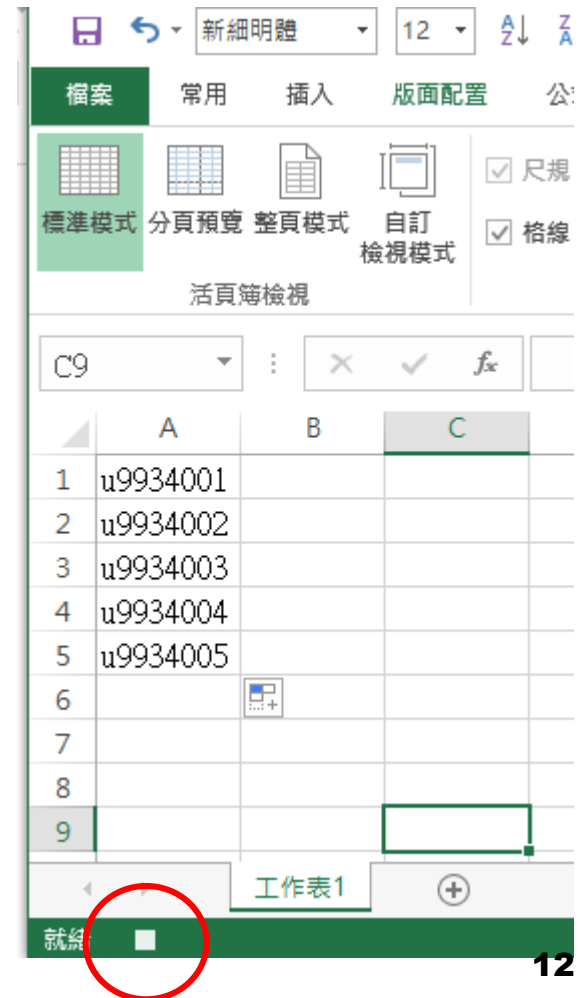 新細明體 12 A Z Z A
檔案 常用 插入 版面配置
標準模式 分頁預覽 整頁模式 自訂 檢視模式
尺規
格線
活頁簿檢視
C9 fx
A B C
1 u9934001
2 u9934002
3 u9934003
4 u9934004
5 u9934005
6
7
8
9
工作表1
就緒
12